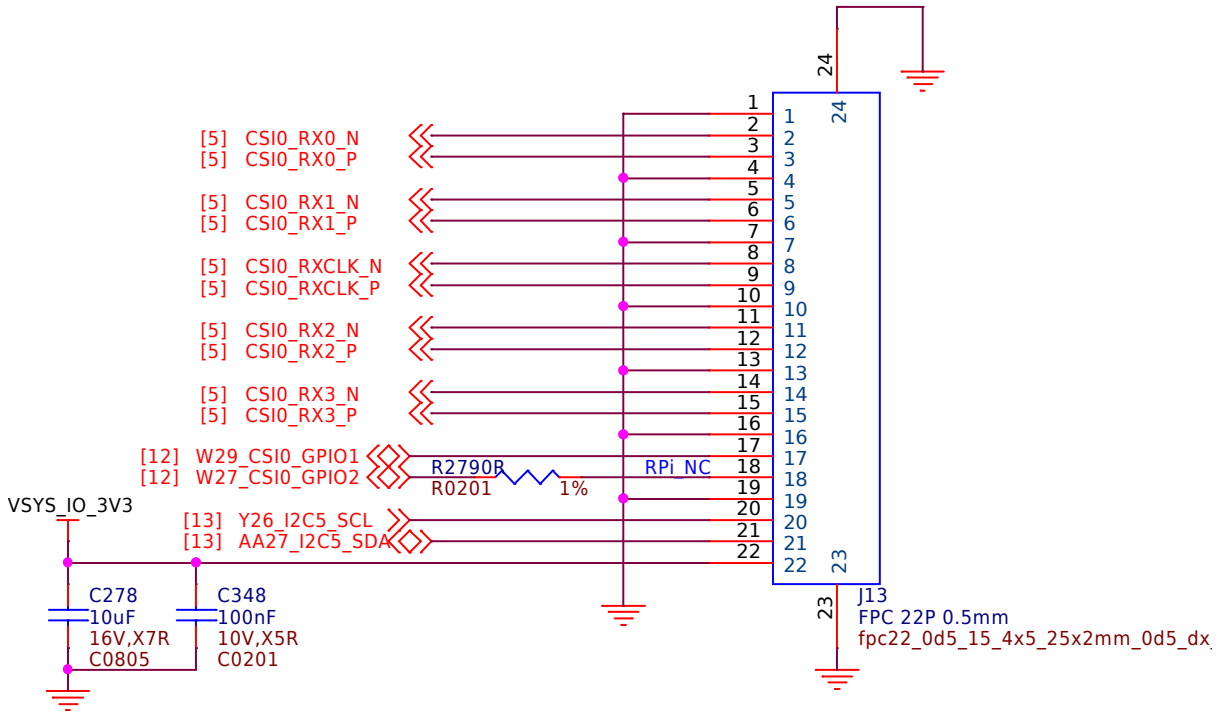 24
24
1 1
2 2
[5] CSI0_RX0_N
3 3
[5] CSI0_RX0_P
4 4
5 5
[5] CSI0_RX1_N
6 6
[5] CSI0_RX1_P
7 7
8 8
[5] CSI0_RXCLK_N
9 9
[5] CSI0_RXCLK_P
10 10
11 11
[5] CSI0_RX2_N
12 12
[5] CSI0_RX2_P
13 13
14 14
[5] CSI0_RX3_N
15 15
[5] CSI0_RX3_P
16 16
17 17
[12] W29_CSI0_GPIO1
R2790R RPi_NC 18 18
[12] W27_CSI0_GPIO2
R0201 1%
19 19
VSYS_IO_3V3
20 20
[13] Y26_I2C5_SCL
21 21
[13] AA27_I2C5_SDA
22 22
23
23
C278
10uF
16V,X7R
C0805
C348
100nF
10V,X5R
C0201
J13
FPC 22P 0.5mm
fpc22_0d5_15_4x5_25x2mm_0d5_dx_